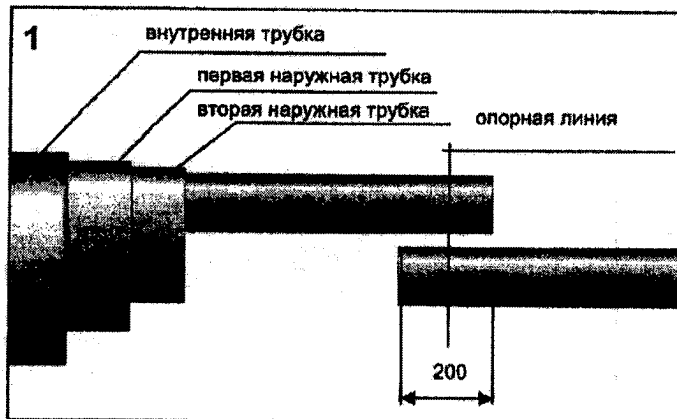 1
внутренняя трубка
первая наружная трубка
вторая наружная трубка
опорная линия
200